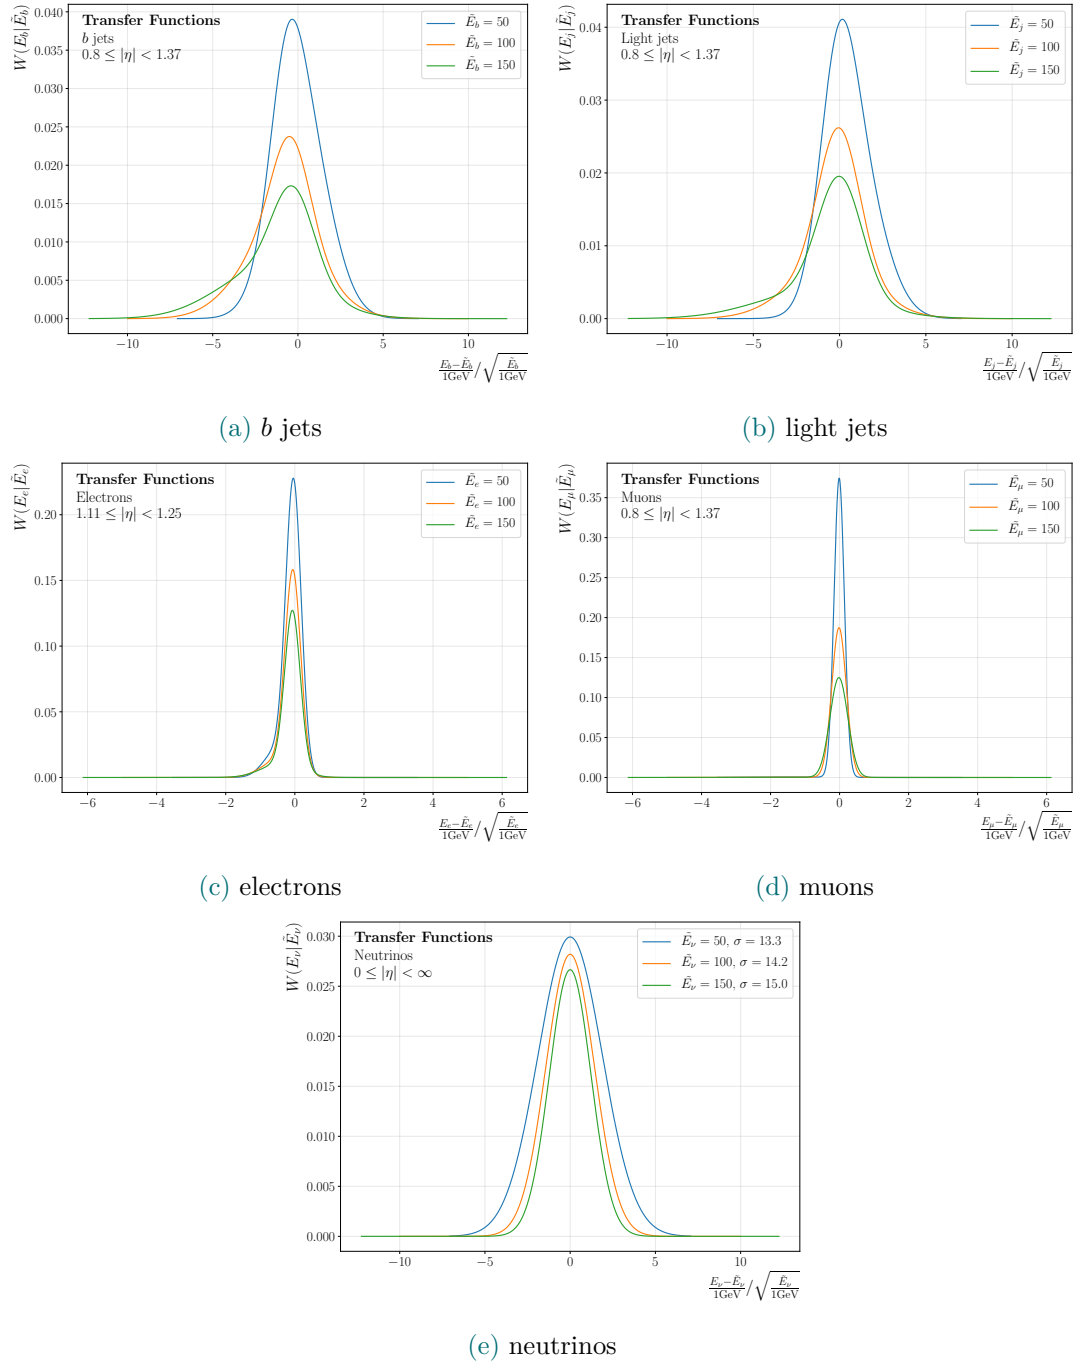 W(E_b|Ẽ_b)
Transfer Functions
b jets
0.8 ≤ |η| < 1.37
Ẽ_b = 50
Ẽ_b = 100
Ẽ_b = 150
0.040
0.035
0.030
0.025
0.020
0.015
0.010
0.005
0.000
−10 −5 0 5 10
E_b−Ẽ_b/1GeV / √Ẽ_b/1GeV
(a) b jets
W(E_j|Ẽ_j)
Transfer Functions
Light jets
0.8 ≤ |η| < 1.37
Ẽ_j = 50
Ẽ_j = 100
Ẽ_j = 150
0.04
0.03
0.02
0.01
0.00
−10 −5 0 5 10
E_j−Ẽ_j/1GeV / √Ẽ_j/1GeV
(b) light jets
W(E_e|Ẽ_e)
Transfer Functions
Electrons
1.11 ≤ |η| < 1.25
Ẽ_e = 50
Ẽ_e = 100
Ẽ_e = 150
0.20
0.15
0.10
0.05
0.00
−6 −4 −2 0 2 4 6
E_e−Ẽ_e/1GeV / √Ẽ_e/1GeV
(c) electrons
W(E_μ|Ẽ_μ)
Transfer Functions
Muons
0.8 ≤ |η| < 1.37
Ẽ_μ = 50
Ẽ_μ = 100
Ẽ_μ = 150
0.35
0.30
0.25
0.20
0.15
0.10
0.05
0.00
−6 −4 −2 0 2 4 6
E_μ−Ẽ_μ/1GeV / √Ẽ_μ/1GeV
(d) muons
W(E_ν|Ẽ_ν)
Transfer Functions
Neutrinos
0 ≤ |η| < ∞
Ẽ_ν = 50, σ = 13.3
Ẽ_ν = 100, σ = 14.2
Ẽ_ν = 150, σ = 15.0
0.030
0.025
0.020
0.015
0.010
0.005
0.000
−10 −5 0 5 10
E_ν−Ẽ_ν/1GeV / √Ẽ_ν/1GeV
(e) neutrinos